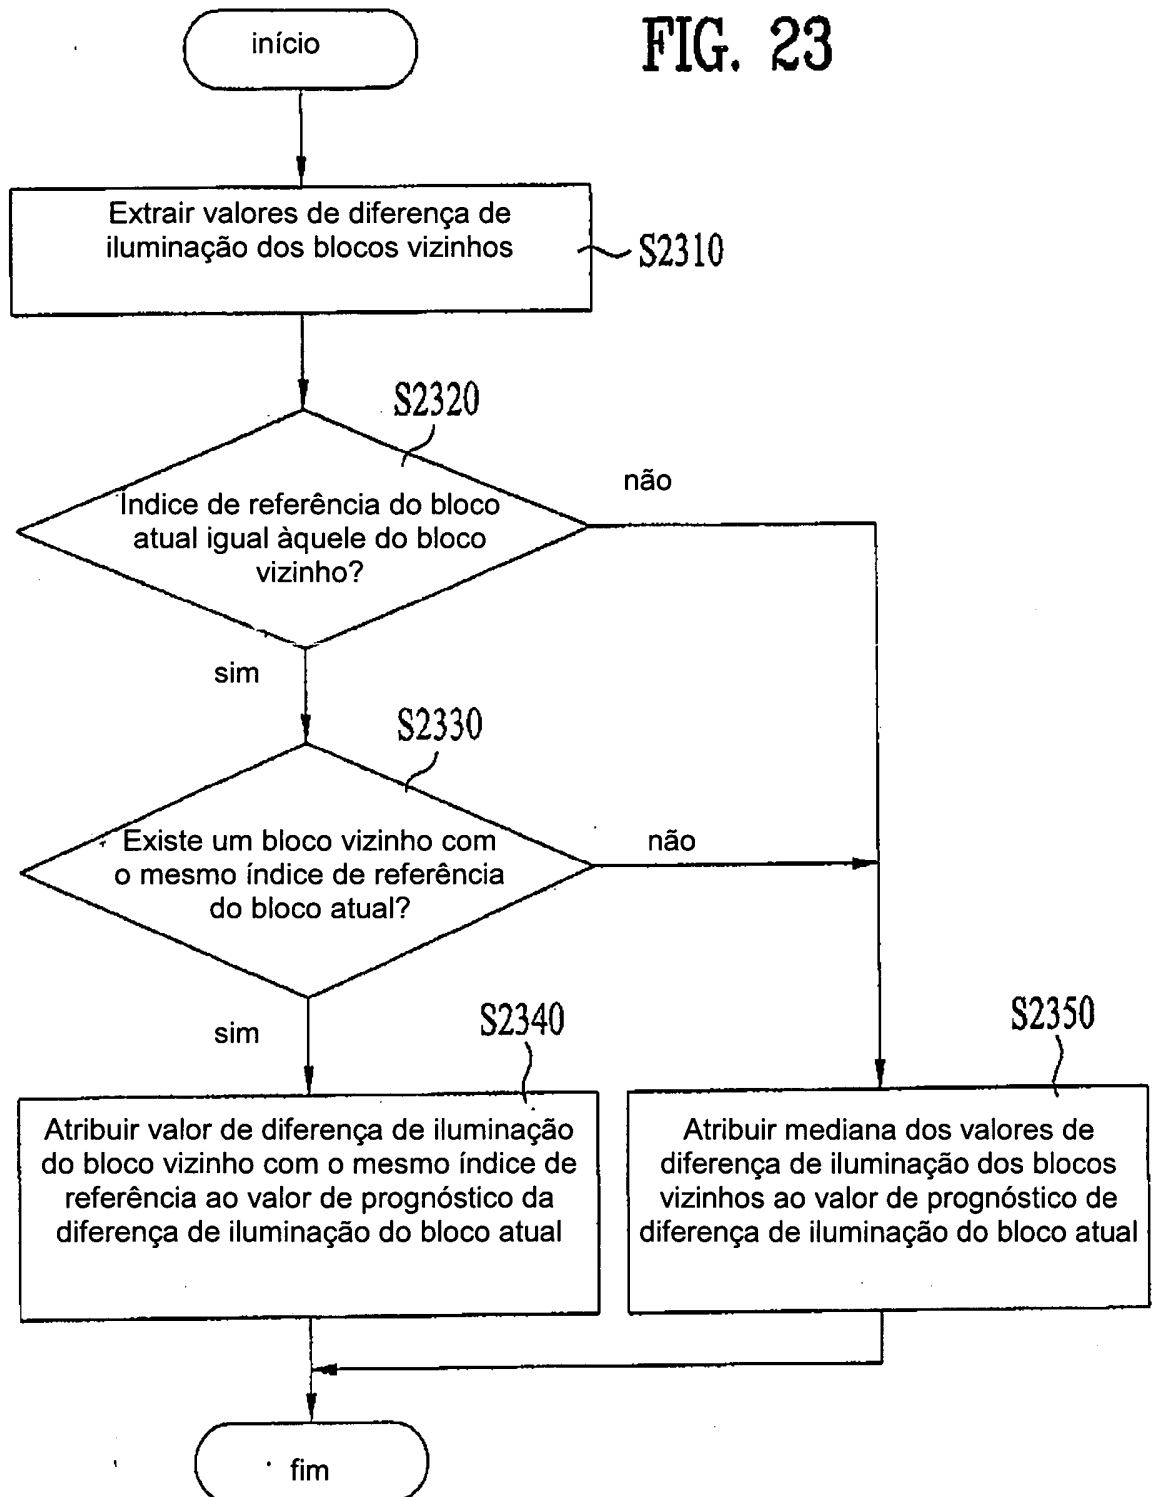 início
FIG. 23
Extrair valores de diferença de
iluminação dos blocos vizinhos
S2310
S2320
não
Índice de referência do bloco
atual igual àquele do bloco
vizinho?
sim
S2330
Existe um bloco vizinho com
o mesmo índice de referência
do bloco atual?
não
sim
S2340
S2350
Atribuir valor de diferença de iluminação
do bloco vizinho com o mesmo índice de
referência ao valor de prognóstico da
diferença de iluminação do bloco atual
Atribuir mediana dos valores de
diferença de iluminação dos blocos
vizinhos ao valor de prognóstico de
diferença de iluminação do bloco atual
fim